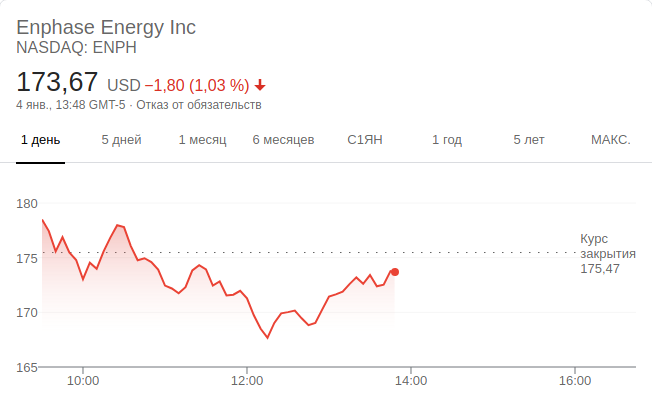 Enphase Energy Inc
NASDAQ: ENPH
173,67 USD −1,80 (1,03 %)
4 янв., 13:48 GMT-5 · Отказ от обязательств
1 день 5 дней 1 месяц 6 месяцев С1ЯН 1 год 5 лет МАКС.
180
175
170
165
Курс
закрытия
175,47
10:00 12:00 14:00 16:00